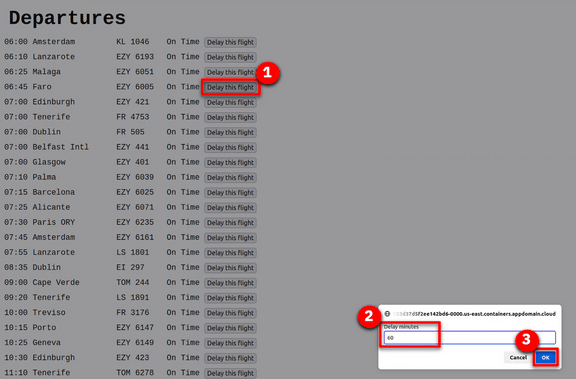 Departures
06:00 Amsterdam KL 1046 On Time Delay this flight
06:10 Lanzarote EZY 6193 On Time Delay this flight
06:25 Malaga EZY 6051 On Time Delay this flight
1
06:45 Faro EZY 6005 On Time Delay this flight
07:00 Edinburgh EZY 421 On Time Delay this flight
07:00 Tenerife FR 4753 On Time Delay this flight
07:00 Dublin FR 505 On Time Delay this flight
07:00 Belfast Intl EZY 441 On Time Delay this flight
07:00 Glasgow EZY 401 On Time Delay this flight
07:10 Palma EZY 6039 On Time Delay this flight
07:15 Barcelona EZY 6025 On Time Delay this flight
07:25 Alicante EZY 6071 On Time Delay this flight
07:30 Paris ORY EZY 6235 On Time Delay this flight
07:45 Amsterdam EZY 6161 On Time Delay this flight
07:55 Lanzarote LS 1801 On Time Delay this flight
08:35 Dublin EI 297 On Time Delay this flight
09:00 Cape Verde TOM 244 On Time Delay this flight
09:20 Tenerife LS 1891 On Time Delay this flight
10:00 Treviso FR 3176 On Time Delay this flight
10:15 Porto EZY 6147 On Time Delay this flight
10:25 Geneva EZY 6149 On Time Delay this flight
10:30 Edinburgh EZY 423 On Time Delay this flight
11:10 Tenerife TOM 6278 On Time Delay this flight
2
Delay minutes
60
3
Cancel OK